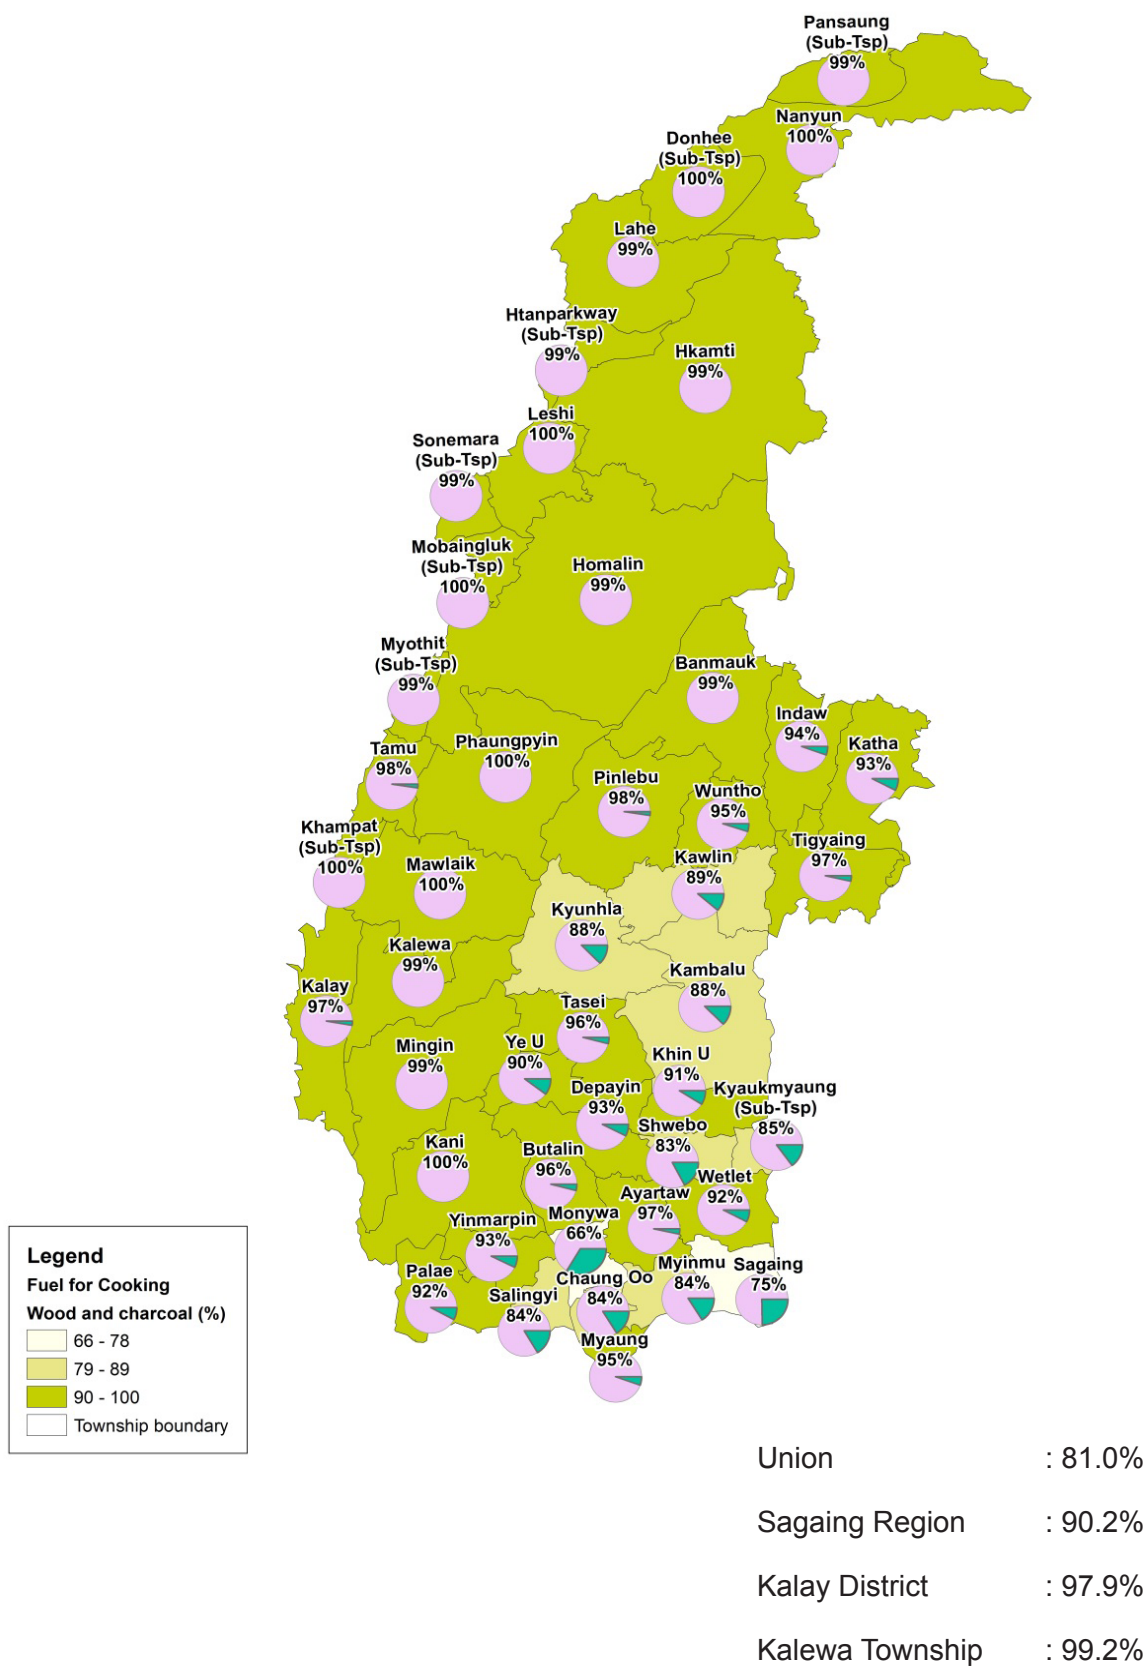 Pansaung
(Sub-Tsp)
99%
Nanyun
100%
Donhee
(Sub-Tsp)
100%
Lahe
99%
Htanparkway
(Sub-Tsp)
99%
Hkamti
99%
Leshi
100%
Sonemara
(Sub-Tsp)
99%
Mobaingluk
(Sub-Tsp)
100%
Homalin
99%
Myothit
(Sub-Tsp)
99%
Banmauk
99%
Indaw
94%
Katha
93%
Tamu
98%
Phaungpyin
100%
Pinlebu
98%
Wuntho
95%
Khampat
(Sub-Tsp)
100%
Mawlaik
100%
Kawlin
89%
Tigyaing
97%
Kyunhla
88%
Kalewa
99%
Kambalu
88%
Kalay
97%
Tasei
96%
Mingin
99%
Ye U
90%
Khin U
91%
Depayin
93%
Kyaukmyaung
(Sub-Tsp)
85%
Shwebo
83%
Kani
100%
Butalin
96%
Wetlet
92%
Ayartaw
97%
Yinmarpin
93%
Monywa
66%
Palae
92%
Salingyi
84%
Chaung Oo
84%
Myinmu
84%
Sagaing
75%
Myaung
95%
Legend
Fuel for Cooking
Wood and charcoal (%)
66 - 78
79 - 89
90 - 100
Township boundary
Union : 81.0%
Sagaing Region : 90.2%
Kalay District : 97.9%
Kalewa Township : 99.2%